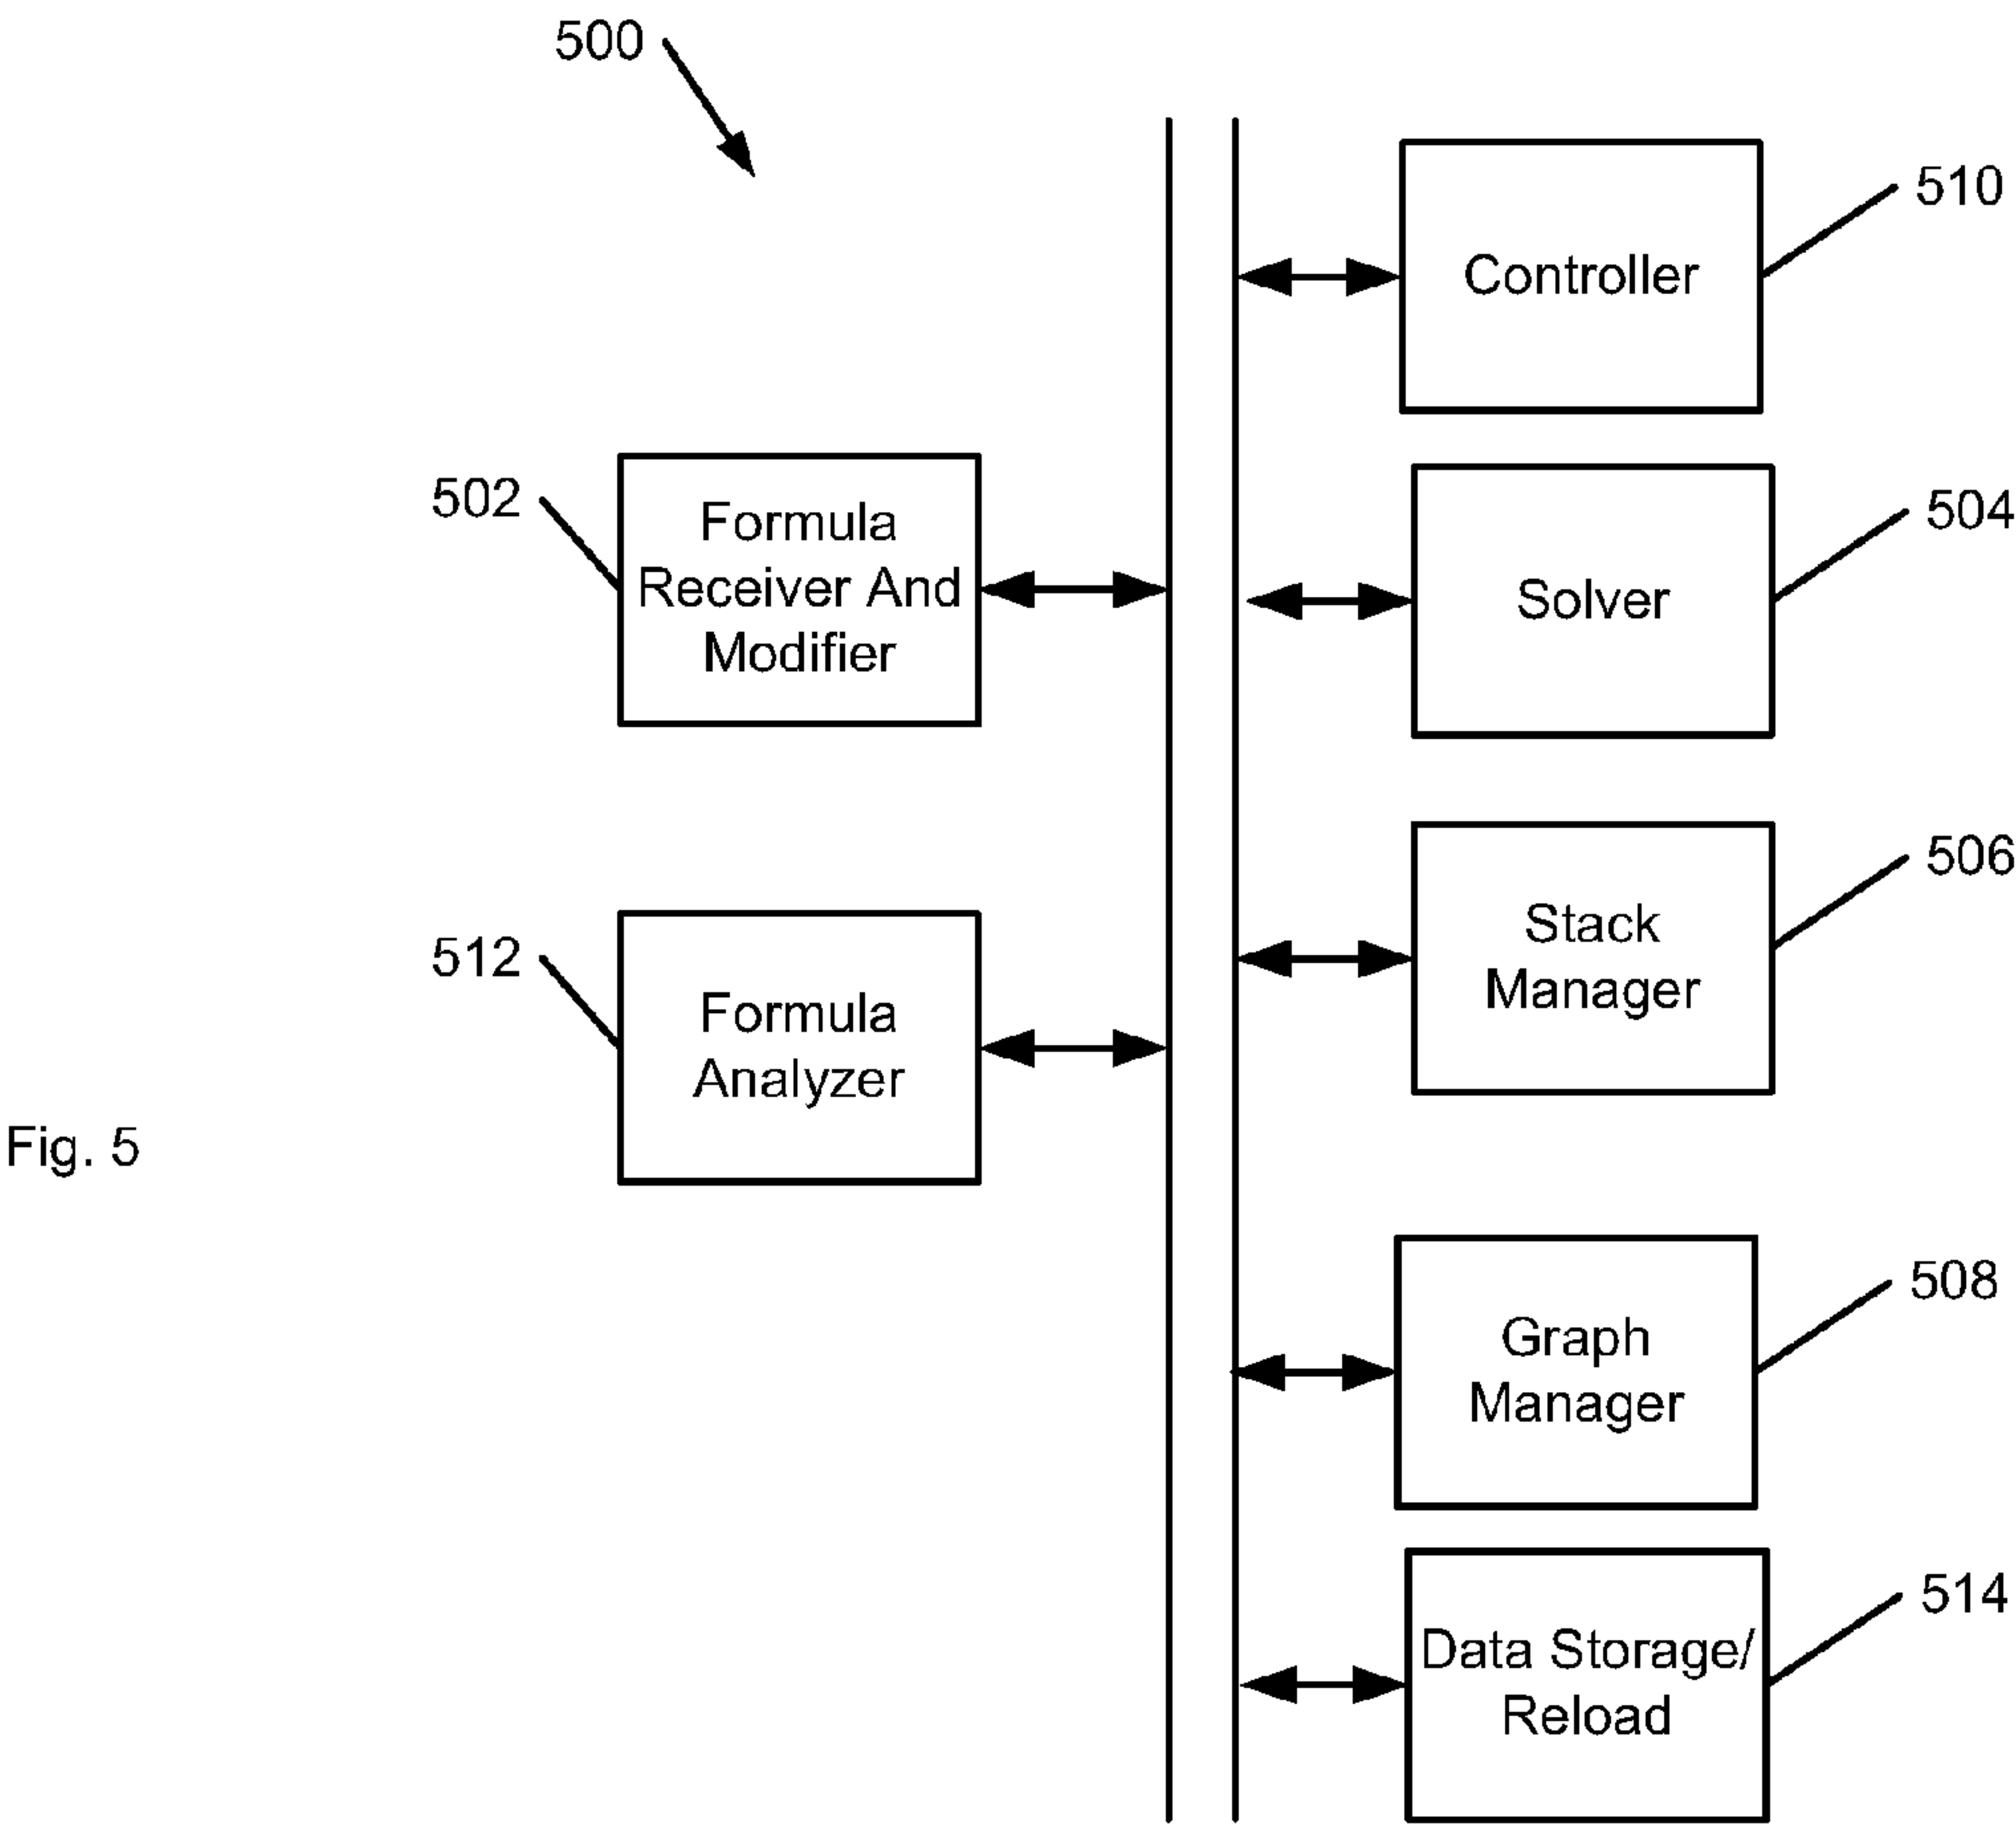 500
510
Controller
502
Formula
Receiver And
Modifier
504
Solver
512
Formula
Analyzer
506
Stack
Manager
Fig. 5
508
Graph
Manager
514
Data Storage/
Reload